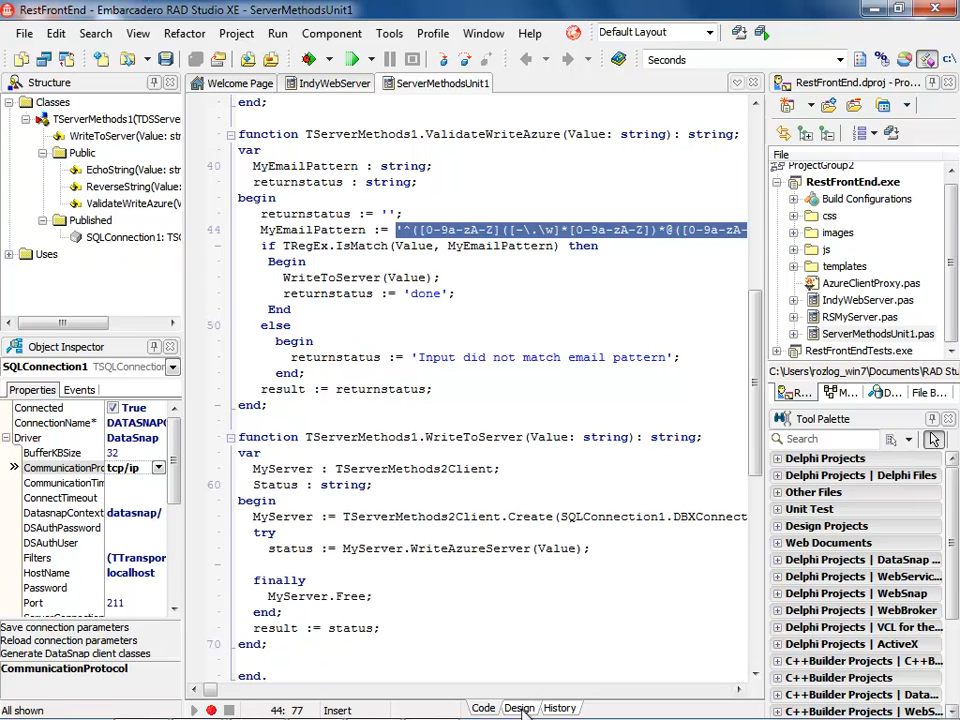 RestFrontEnd - Embarcadero RAD Studio XE - ServerMethodsUnit1
File Edit Search View Refactor Project Run Component Tools Profile Window Help Default Layout
Seconds
Structure
Classes
TServerMethods1(TDSServ
WriteToServer(Value: str
Public
EchoString(Value: string)
ReverseString(Value: str
ValidateWriteAzure(V
Published
SQLConnection1: TS
Uses
Object Inspector
SQLConnection1 TSQLConnection
Properties Events
Connected True
ConnectionName* DATASNAP
Driver DataSnap
BufferKBSize 32
CommunicationPro tcp/ip
CommunicationTim
ConnectTimeout
DatasnapContext datasnap/
DSAuthPassword
DSAuthUser
Filters (TTranspor
HostName localhost
Password
Port 211
Save connection parameters
Reload connection parameters
Generate DataSnap client classes
CommunicationProtocol
All shown
Welcome Page IndyWebServer ServerMethodsUnit1
end;
function TServerMethods1.ValidateWriteAzure(Value: string): string;
var
40 MyEmailPattern : string;
returnstatus : string;
begin
returnstatus := '';
44 MyEmailPattern := '^([0-9a-zA-Z]([-\.\w]*[0-9a-zA-Z])*@([0-9a-zA-
if TRegEx.IsMatch(Value, MyEmailPattern) then
Begin
WriteToServer(Value);
returnstatus := 'done';
End
50 else
begin
returnstatus := 'Input did not match email pattern';
end;
result := returnstatus;
end;
function TServerMethods1.WriteToServer(Value: string): string;
var
MyServer : TServerMethods2Client;
60 Status : string;
begin
MyServer := TServerMethods2Client.Create(SQLConnection1.DBXConnect
try
status := MyServer.WriteAzureServer(Value);
finally
MyServer.Free;
end;
result := status;
70 end;
end.
44: 77 Insert
Code Design History
RestFrontEnd.dproj - Pro...
File
ProjectGroup2
RestFrontEnd.exe
Build Configurations
css
images
js
templates
AzureClientProxy.pas
IndyWebServer.pas
RSMyServer.pas
ServerMethodsUnit1.pas
RestFrontEndTests.exe
C:\Users\rozlog_win7\Documents\RAD Stu
R... M... D... File B...
Tool Palette
Search
Delphi Projects
Delphi Projects | Delphi Files
Other Files
Unit Test
Design Projects
Web Documents
Delphi Projects | DataSnap ...
Delphi Projects | WebServic...
Delphi Projects | WebSnap
Delphi Projects | WebBroker
Delphi Projects | VCL for the...
Delphi Projects | ActiveX
C++Builder Projects | C++B...
C++Builder Projects
C++Builder Projects | Data...
C++Builder Projects | WebS...